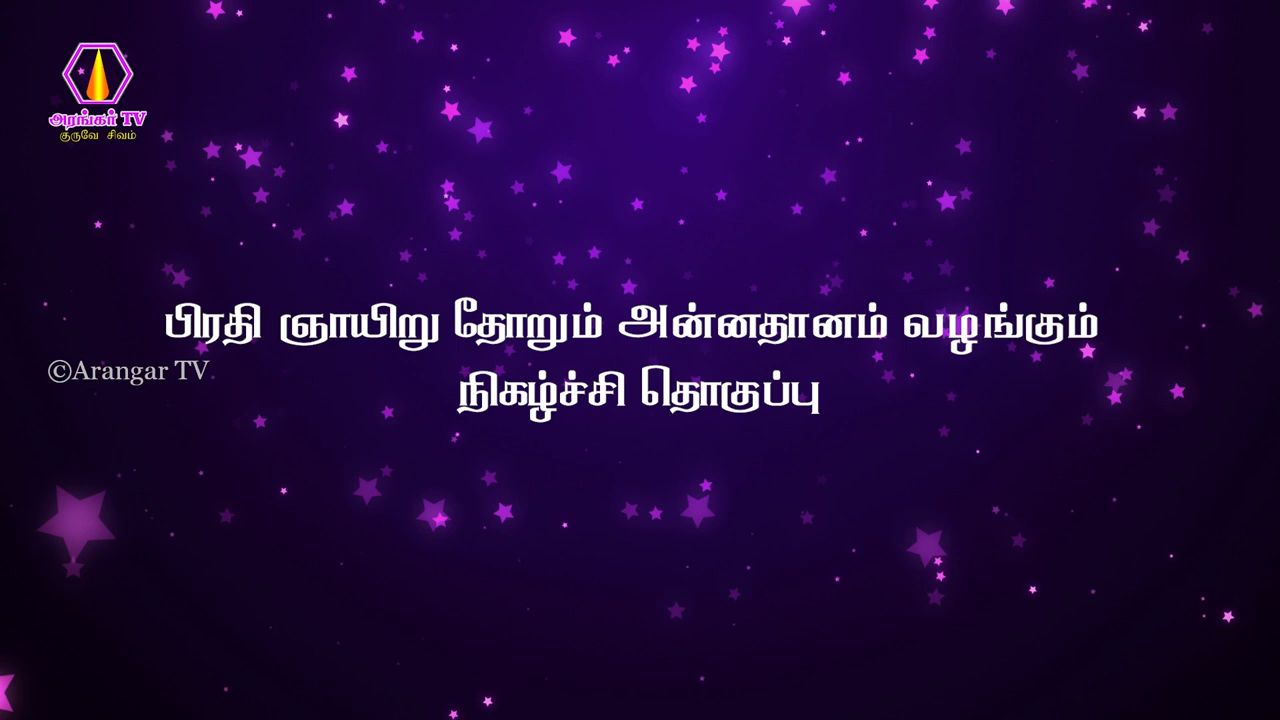 அரங்கர் TV
குருவே சிவம்
பிரதி ஞாயிறு தோறும் அன்னதானம் வழங்கும்
©Arangar TV
நிகழ்ச்சி தொகுப்பு